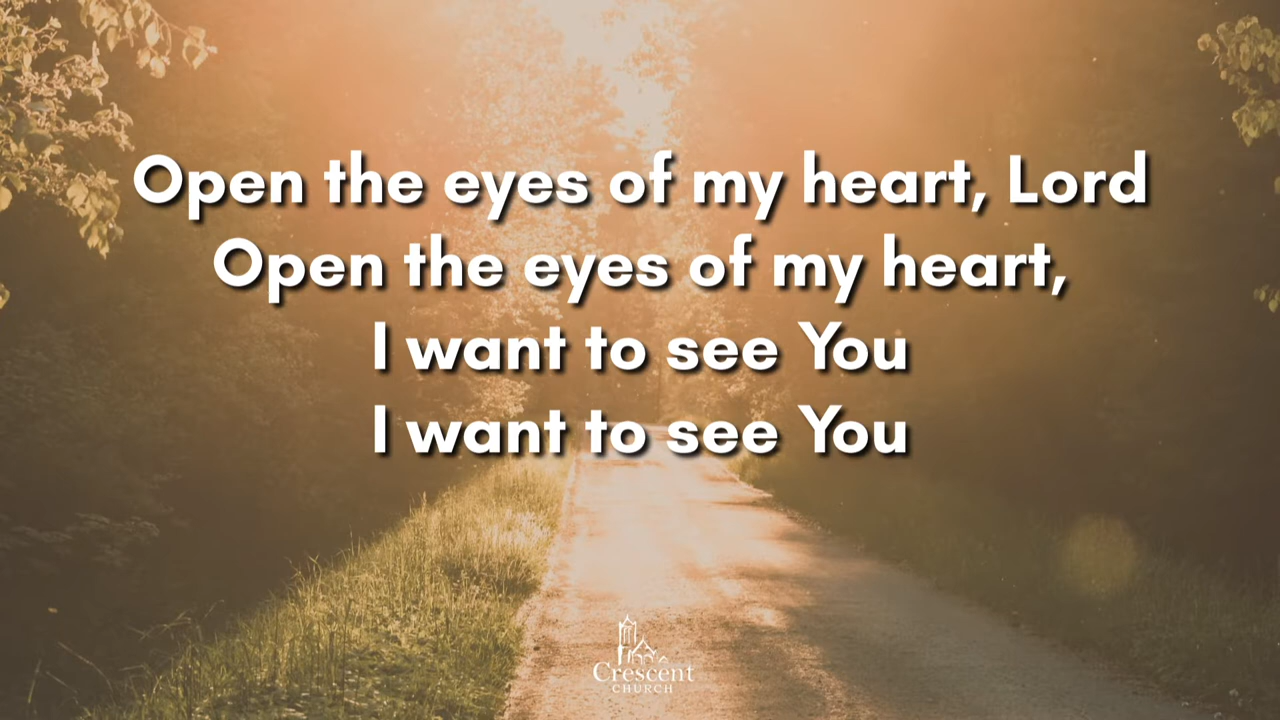 Open the eyes of my heart, Lord
Open the eyes of my heart,
I want to see You
I want to see You
Crescent
CHURCH